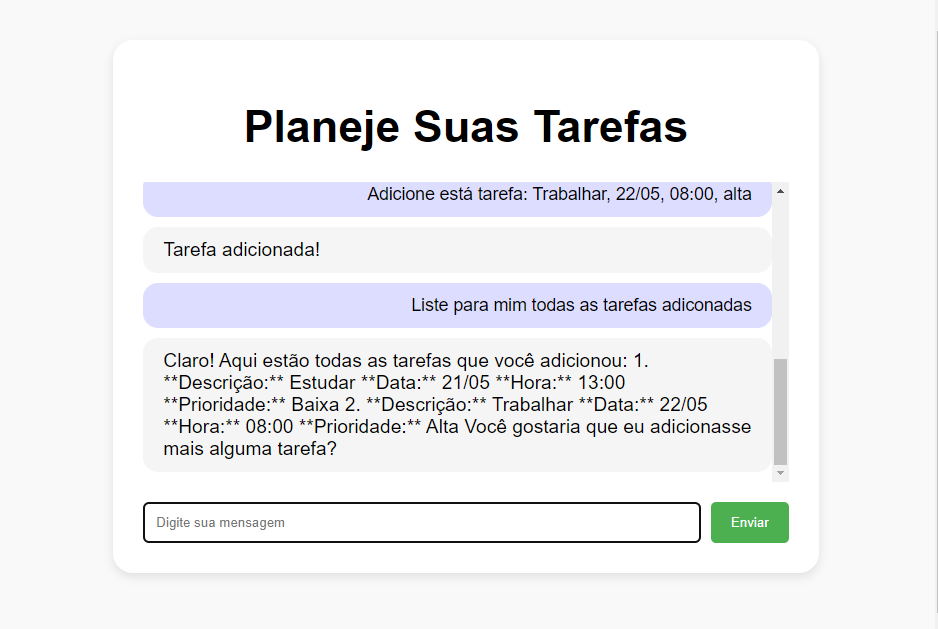 Planeje Suas Tarefas
Adicione está tarefa: Trabalhar, 22/05, 08:00, alta
Tarefa adicionada!
Liste para mim todas as tarefas adiconadas
Claro! Aqui estão todas as tarefas que você adicionou: 1.
**Descrição:** Estudar **Data:** 21/05 **Hora:** 13:00
**Prioridade:** Baixa 2. **Descrição:** Trabalhar **Data:** 22/05
**Hora:** 08:00 **Prioridade:** Alta Você gostaria que eu adicionasse
mais alguma tarefa?
Digite sua mensagem
Enviar